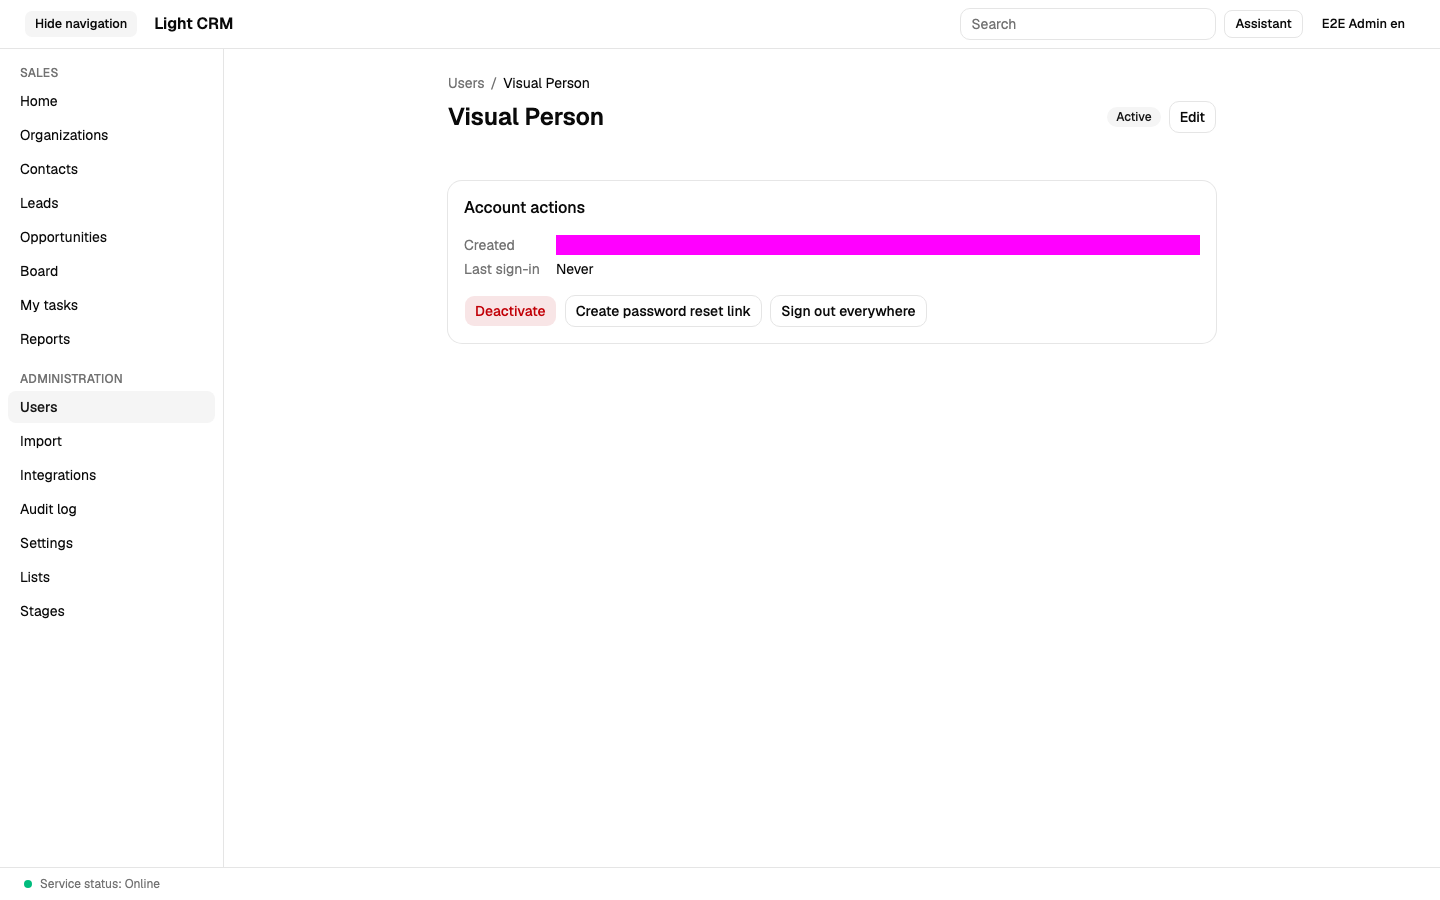 Hide navigation
Light CRM
Search
Assistant
E2E Admin en
SALES
Home
Organizations
Contacts
Leads
Opportunities
Board
My tasks
Reports
ADMINISTRATION
Users
Import
Integrations
Audit log
Settings
Lists
Stages
Users / Visual Person
Visual Person
Active
Edit
Account actions
Created
Last sign-in Never
Deactivate
Create password reset link
Sign out everywhere
Service status: Online